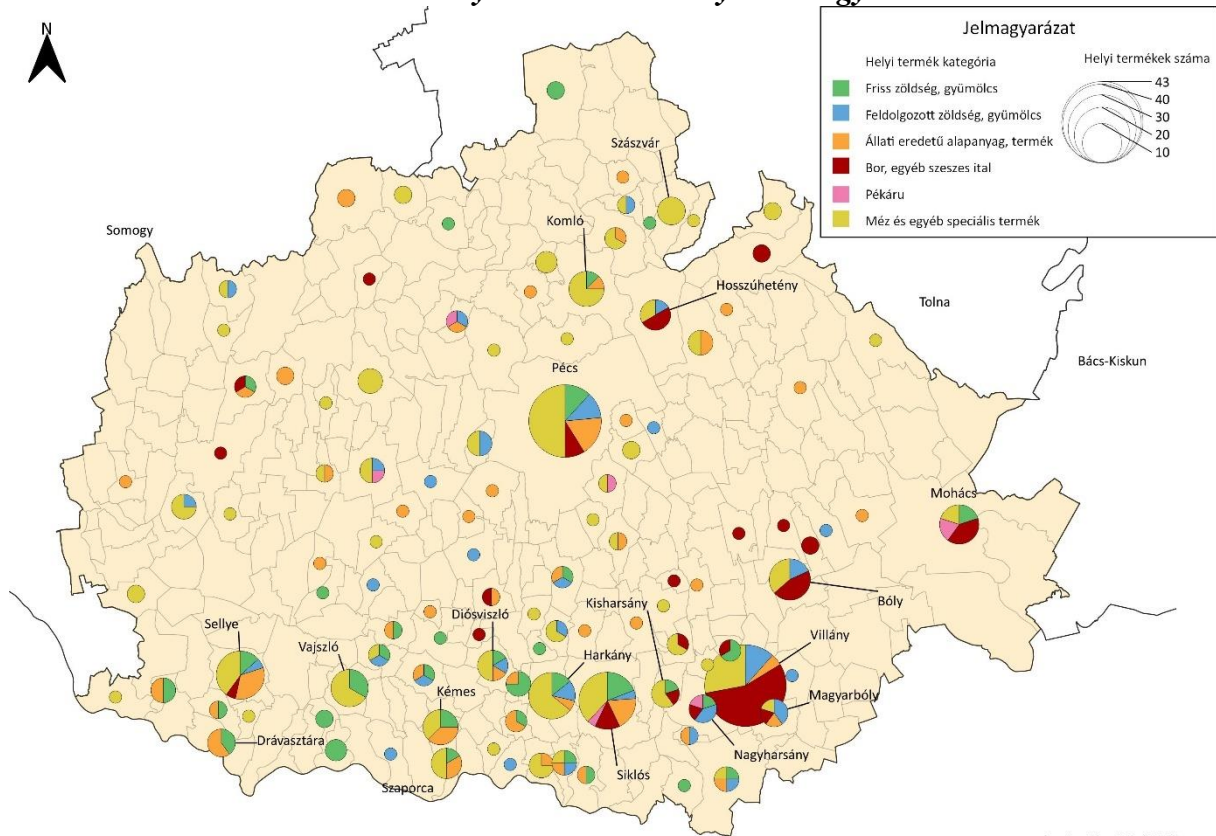 N
Jelmagyarázat
Helyi termék kategória
Friss zöldség, gyümölcs
Feldolgozott zöldség, gyümölcs
Állati eredetű alapanyag, termék
Bor, egyéb szeszes ital
Pékáru
Méz és egyéb speciális termék
Helyi termékek száma
43
40
30
20
10
Szászvár
Komló
Somogy
Hosszúhetény
Tolna
Bács-Kiskun
Pécs
Mohács
Bóly
Kisharsány
Diósviszló
Sellye
Vajszló
Harkány
Villány
Kémes
Magyarbóly
Drávasztára
Nagyharsány
Siklós
Szaporca